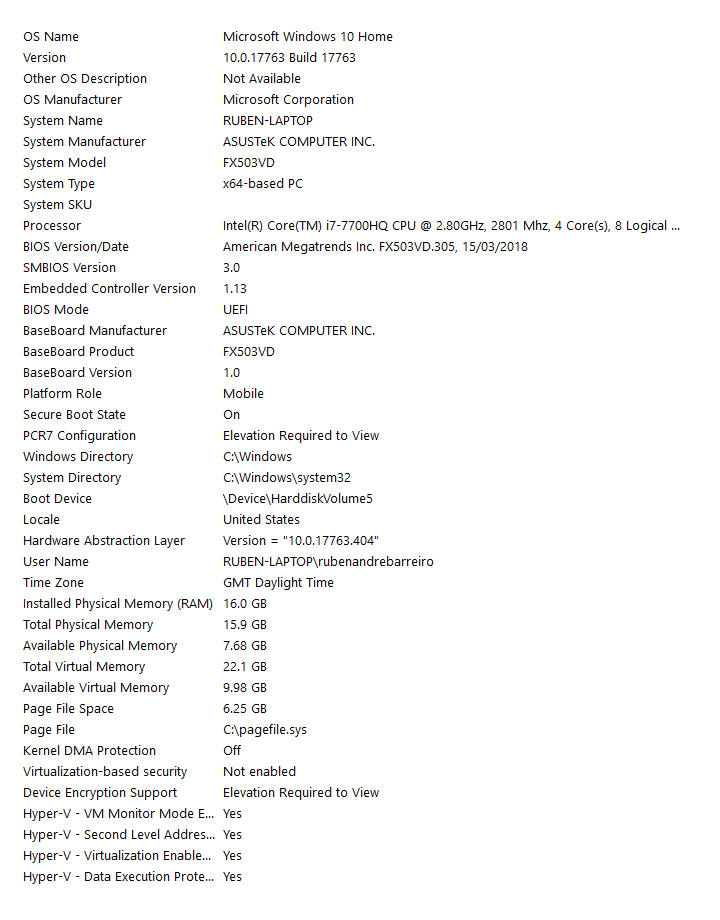 OS Name Microsoft Windows 10 Home
Version 10.0.17763 Build 17763
Other OS Description Not Available
OS Manufacturer Microsoft Corporation
System Name RUBEN-LAPTOP
System Manufacturer ASUSTeK COMPUTER INC.
System Model FX503VD
System Type x64-based PC
System SKU
Processor Intel(R) Core(TM) i7-7700HQ CPU @ 2.80GHz, 2801 Mhz, 4 Core(s), 8 Logical ...
BIOS Version/Date American Megatrends Inc. FX503VD.305, 15/03/2018
SMBIOS Version 3.0
Embedded Controller Version 1.13
BIOS Mode UEFI
BaseBoard Manufacturer ASUSTeK COMPUTER INC.
BaseBoard Product FX503VD
BaseBoard Version 1.0
Platform Role Mobile
Secure Boot State On
PCR7 Configuration Elevation Required to View
Windows Directory C:\Windows
System Directory C:\Windows\system32
Boot Device \Device\HarddiskVolume5
Locale United States
Hardware Abstraction Layer Version = "10.0.17763.404"
User Name RUBEN-LAPTOP\rubenandrebarreiro
Time Zone GMT Daylight Time
Installed Physical Memory (RAM) 16.0 GB
Total Physical Memory 15.9 GB
Available Physical Memory 7.68 GB
Total Virtual Memory 22.1 GB
Available Virtual Memory 9.98 GB
Page File Space 6.25 GB
Page File C:\pagefile.sys
Kernel DMA Protection Off
Virtualization-based security Not enabled
Device Encryption Support Elevation Required to View
Hyper-V - VM Monitor Mode E... Yes
Hyper-V - Second Level Addres... Yes
Hyper-V - Virtualization Enable... Yes
Hyper-V - Data Execution Prote... Yes